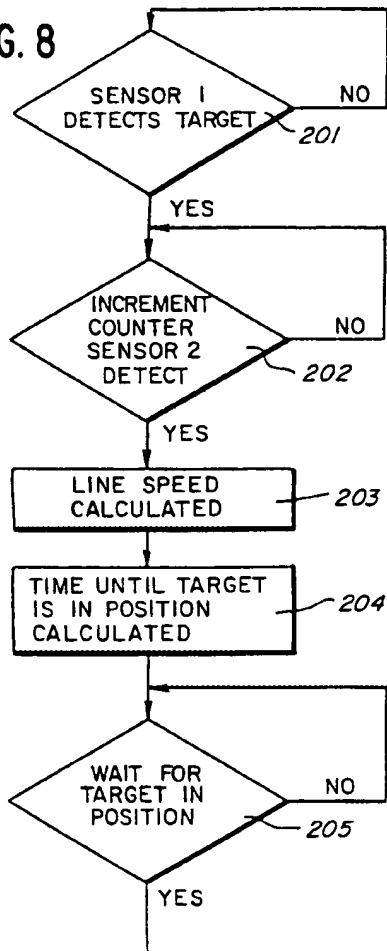 G. 8
SENSOR 1
DETECTS TARGET
NO
201
YES
INCREMENT
COUNTER
SENSOR 2
DETECT
NO
202
YES
LINE SPEED
CALCULATED
203
TIME UNTIL TARGET
IS IN POSITION
CALCULATED
204
WAIT FOR
TARGET IN
POSITION
NO
205
YES